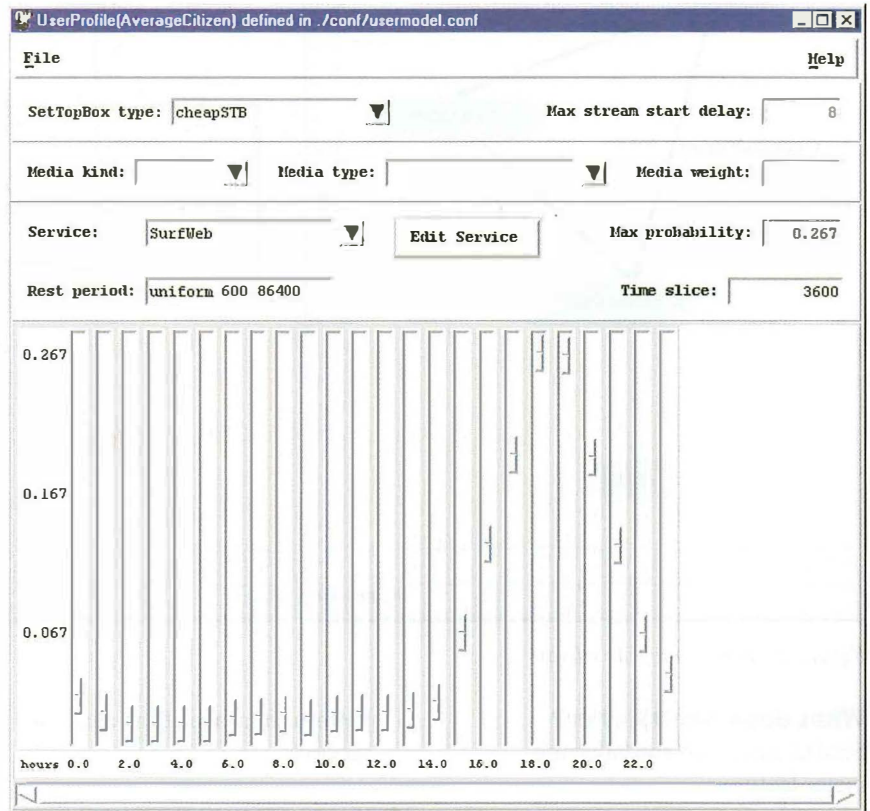 UserProfile(AverageCitizen) defined in ./conf/usermodel.conf
File Help
SetTopBox type: cheapSTB Max stream start delay: 8
Media kind: Media type: Media weight:
Service: SurfWeb Edit Service Max probability: 0.267
Rest period: uniform 600 86400 Time slice: 3600
0.267
0.167
0.067
hours 0.0 2.0 4.0 6.0 8.0 10.0 12.0 14.0 16.0 18.0 20.0 22.0